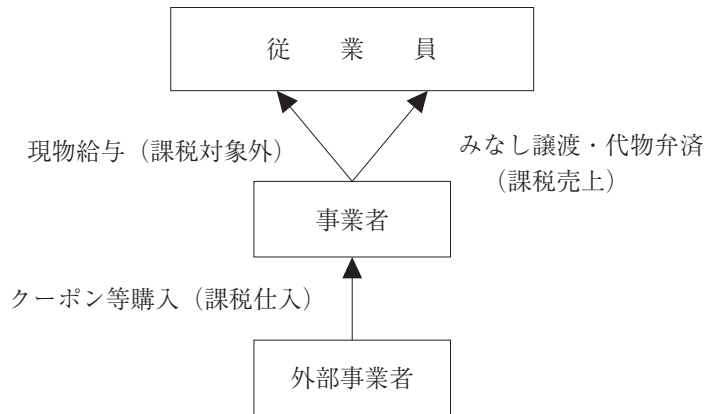 従業員
現物給与（課税対象外）
みなし譲渡・代物弁済
（課税売上）
事業者
クーポン等購入（課税仕入）
外部事業者